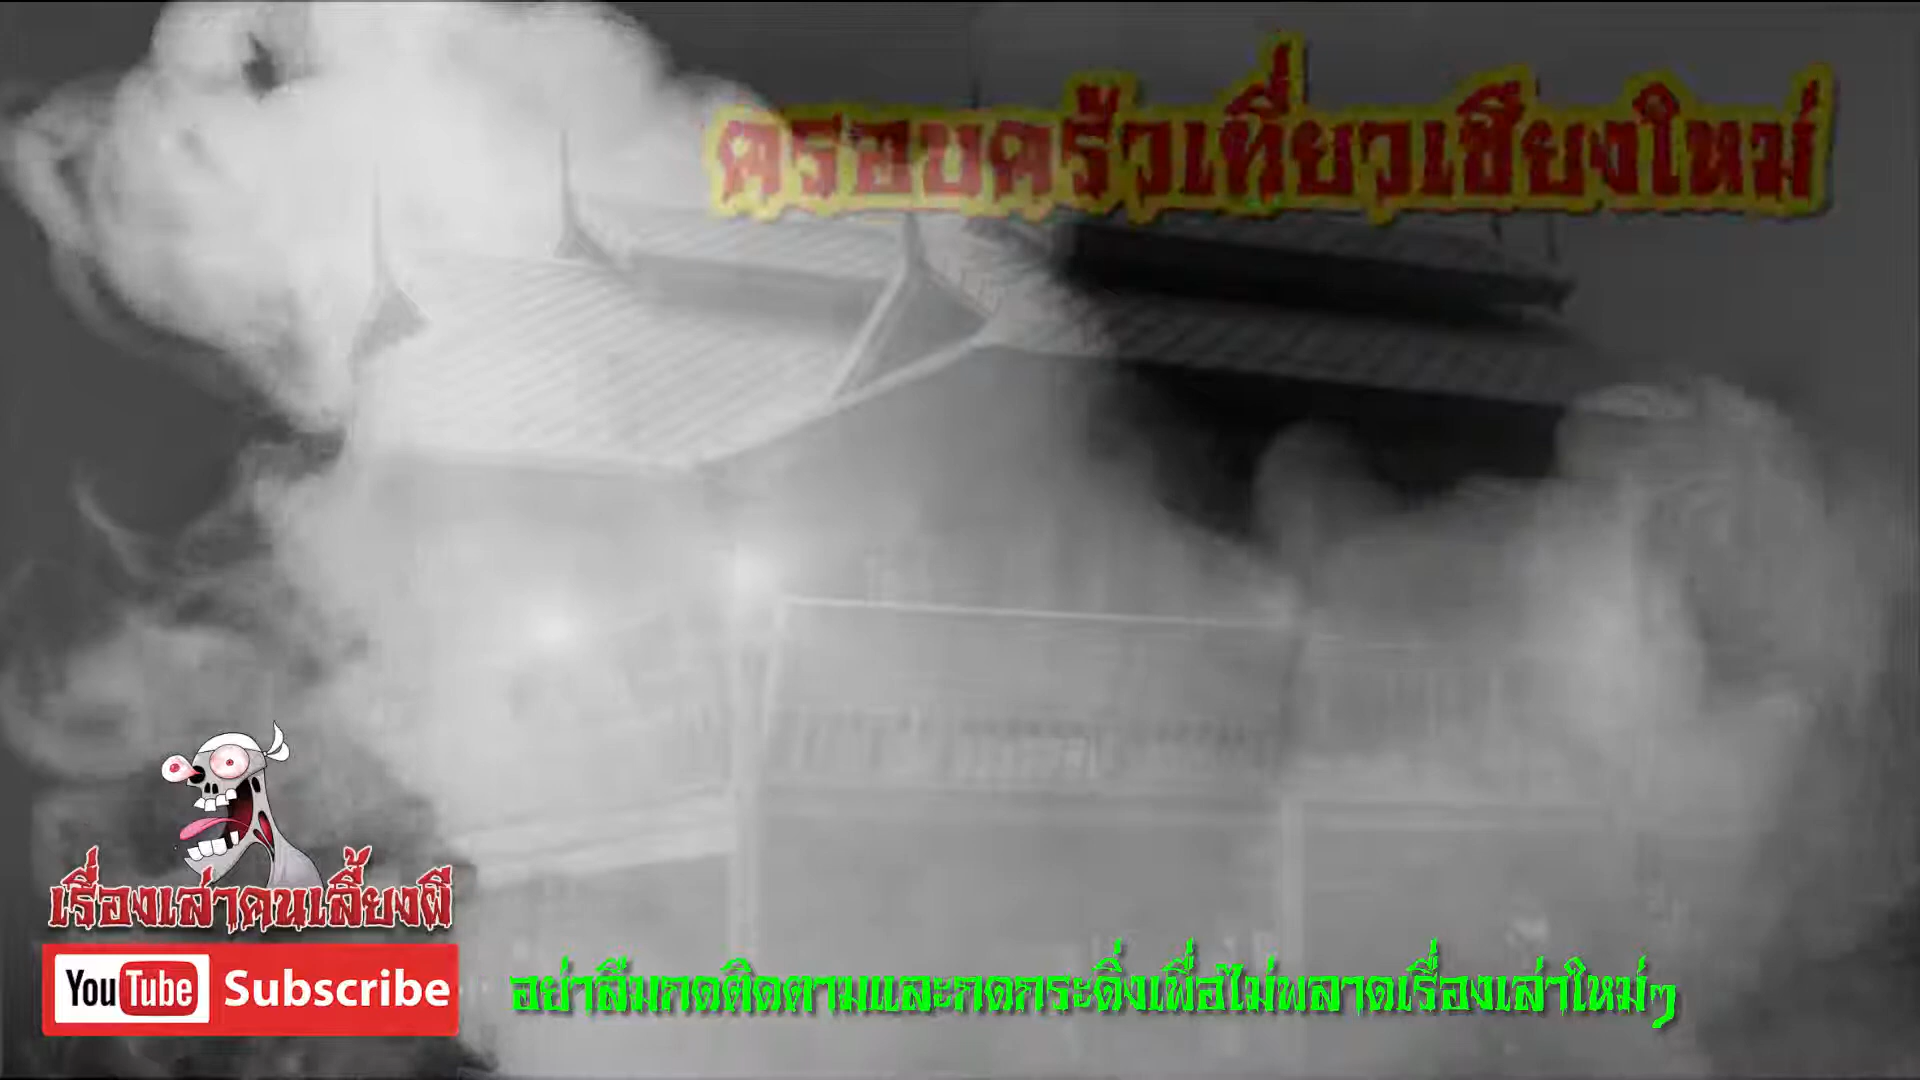 ครอบครัวเที่ยวเชียงใหม่
เรื่องเล่าคนเลี้ยงผี
YouTube Subscribe
อย่าลืมกดติดตามและกดกระดิ่งเพื่อไม่พลาดเรื่องเล่าใหม่ๆ